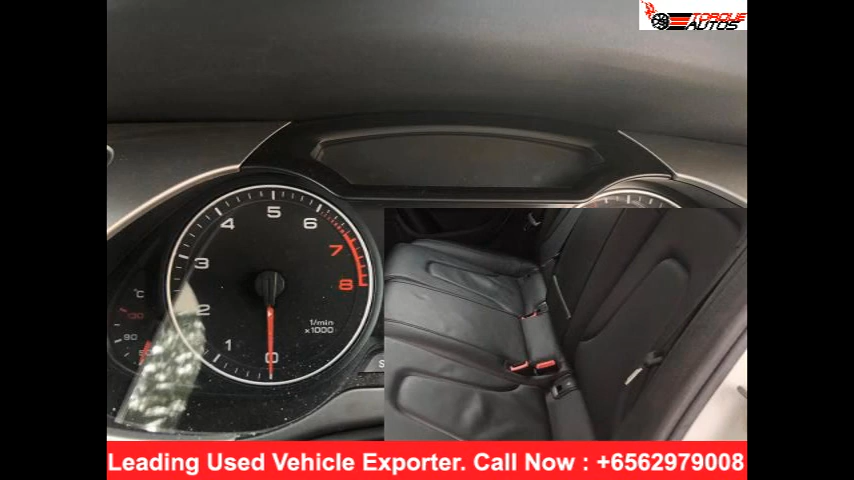 TORQUE
AUTOS
5
4
6
3
7
8
2
1/min
x1000
1
0
°C
130
90
S
Leading Used Vehicle Exporter. Call Now : +6562979008